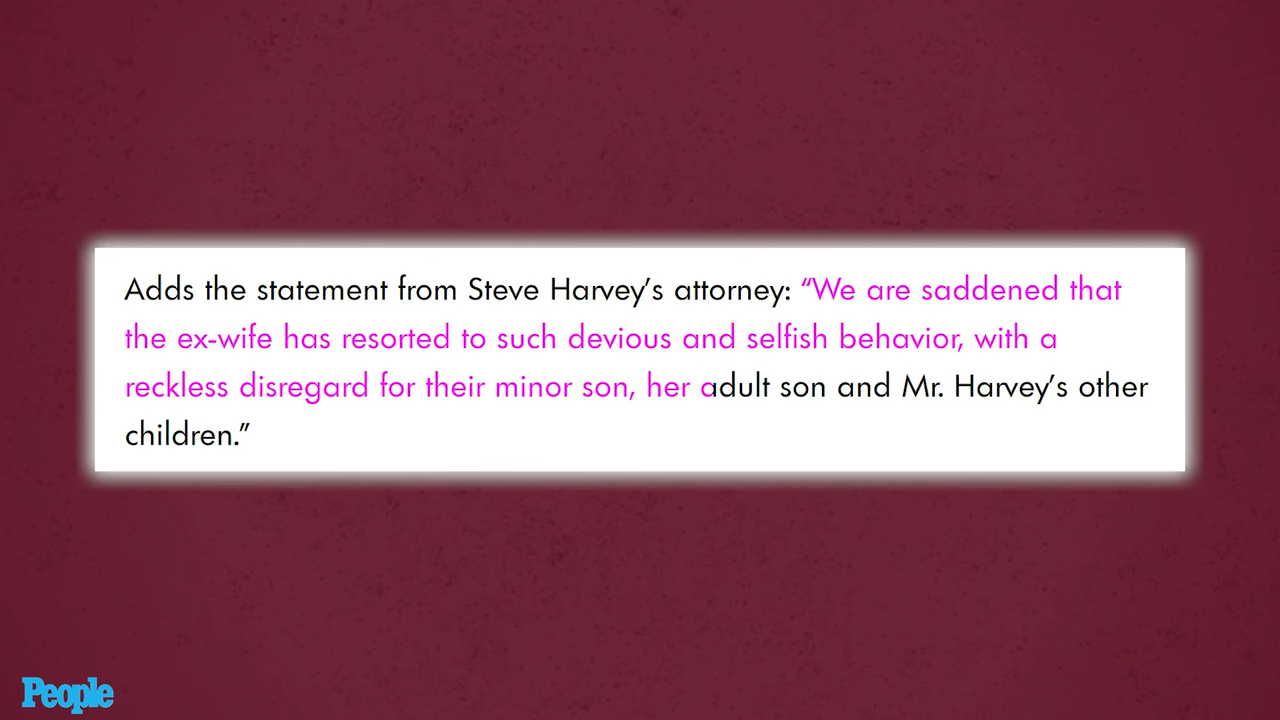 Adds the statement from Steve Harvey’s attorney: “We are saddened that
the ex-wife has resorted to such devious and selfish behavior, with a
reckless disregard for their minor son, her adult son and Mr. Harvey’s other
children.”
People